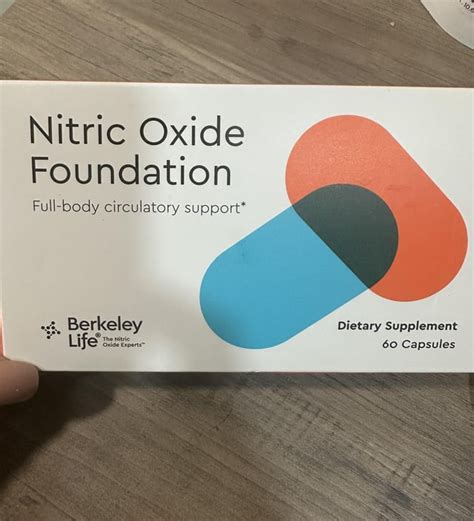 Nitric Oxide
Foundation
Full-body circulatory support*
Berkeley
Life®
The Nitric
Oxide Experts™
Dietary Supplement
60 Capsules